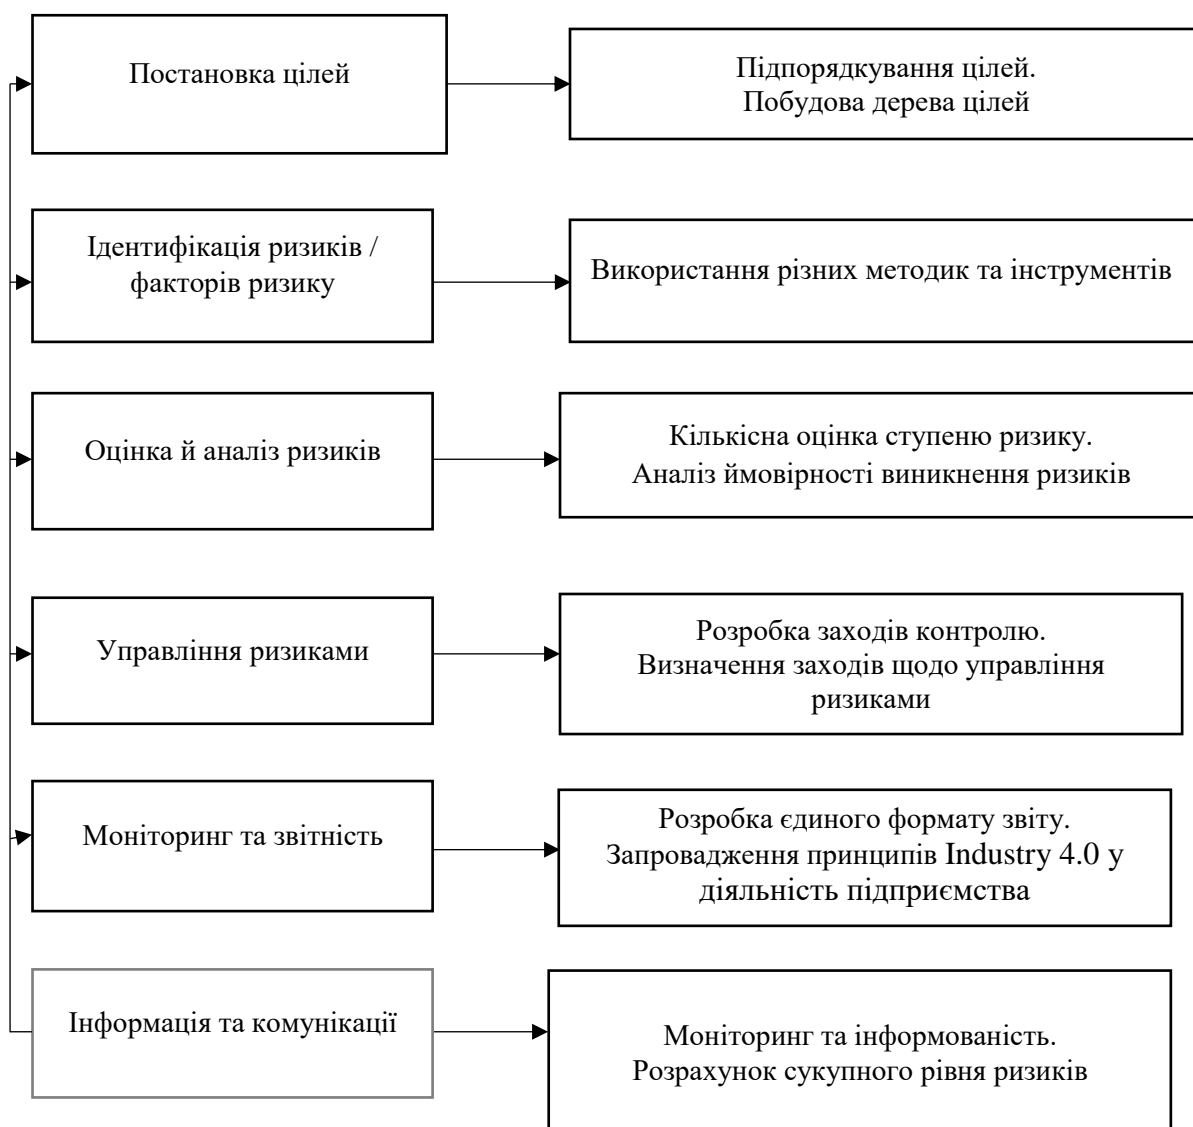 Постановка цілей
Підпорядкування цілей.
Побудова дерева цілей
Ідентифікація ризиків /
факторів ризику
Використання різних методик та інструментів
Оцінка й аналіз ризиків
Кількісна оцінка ступеню ризику.
Аналіз ймовірності виникнення ризиків
Управління ризиками
Розробка заходів контролю.
Визначення заходів щодо управління
ризиками
Моніторинг та звітність
Розробка єдиного формату звіту.
Запровадження принципів Industry 4.0 у
діяльність підприємства
Інформація та комунікації
Моніторинг та інформованість.
Розрахунок сукупного рівня ризиків